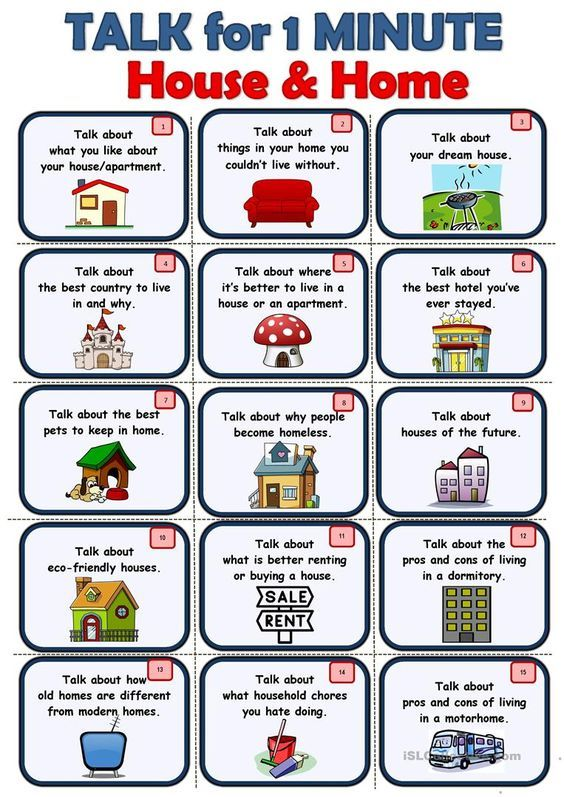 TALK for 1 MINUTE
House & Home
1
Talk about
what you like about
your house/apartment.
2
Talk about
things in your home you
couldn't live without.
3
Talk about
your dream house.
4
Talk about
the best country to live
in and why.
5
Talk about where
it's better to live in a
house or an apartment.
6
Talk about
the best hotel you've
ever stayed.
7
Talk about the best
pets to keep in home.
8
Talk about why people
become homeless.
9
Talk about
houses of the future.
10
Talk about
eco-friendly houses.
11
Talk about
what is better renting
or buying a house.
SALE
RENT
12
Talk about the
pros and cons of living
in a dormitory.
13
Talk about how
old homes are different
from modern homes.
14
Talk about
what household chores
you hate doing.
15
Talk about
pros and cons of living
in a motorhome.